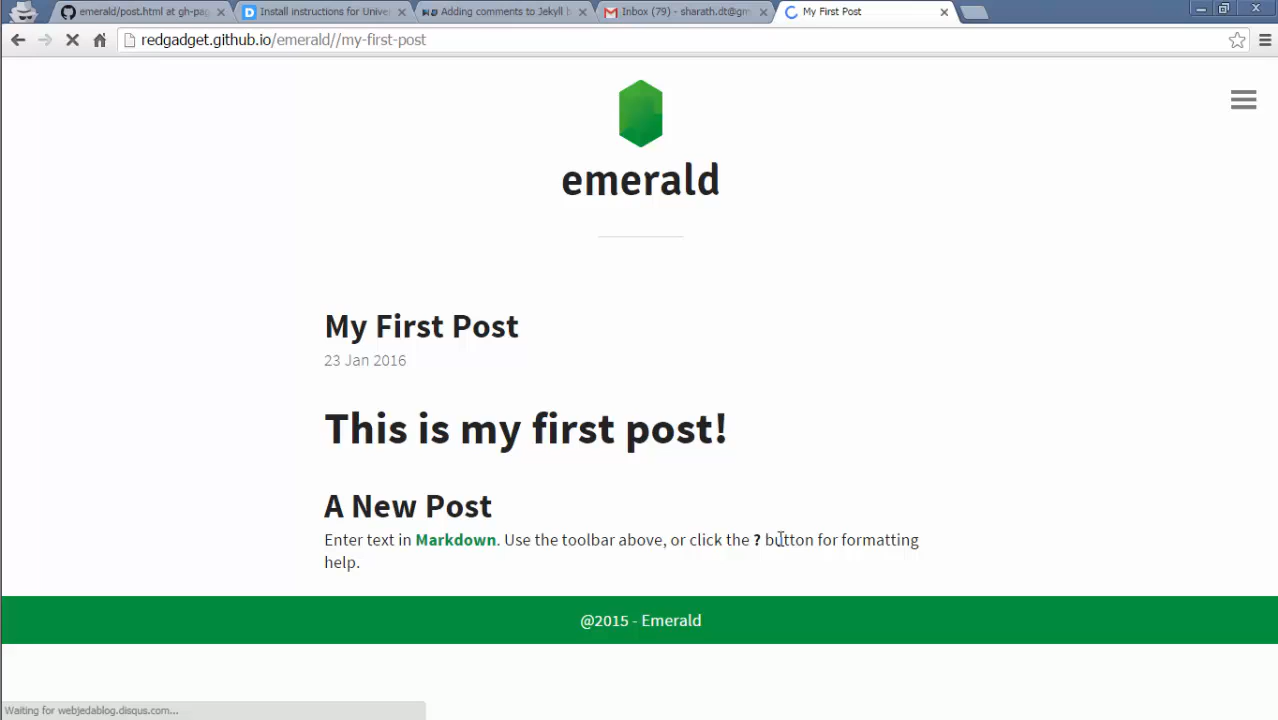 emerald/post.html at gh-pag
Install instructions for Unive
Adding comments to Jekyll b
Inbox (79) - sharath.dt@gm
My First Post
redgadget.github.io/emerald//my-first-post
emerald
My First Post
23 Jan 2016
This is my first post!
A New Post
Enter text in Markdown. Use the toolbar above, or click the ? button for formatting
help.
@2015 - Emerald
Waiting for webjedablog.disqus.com...